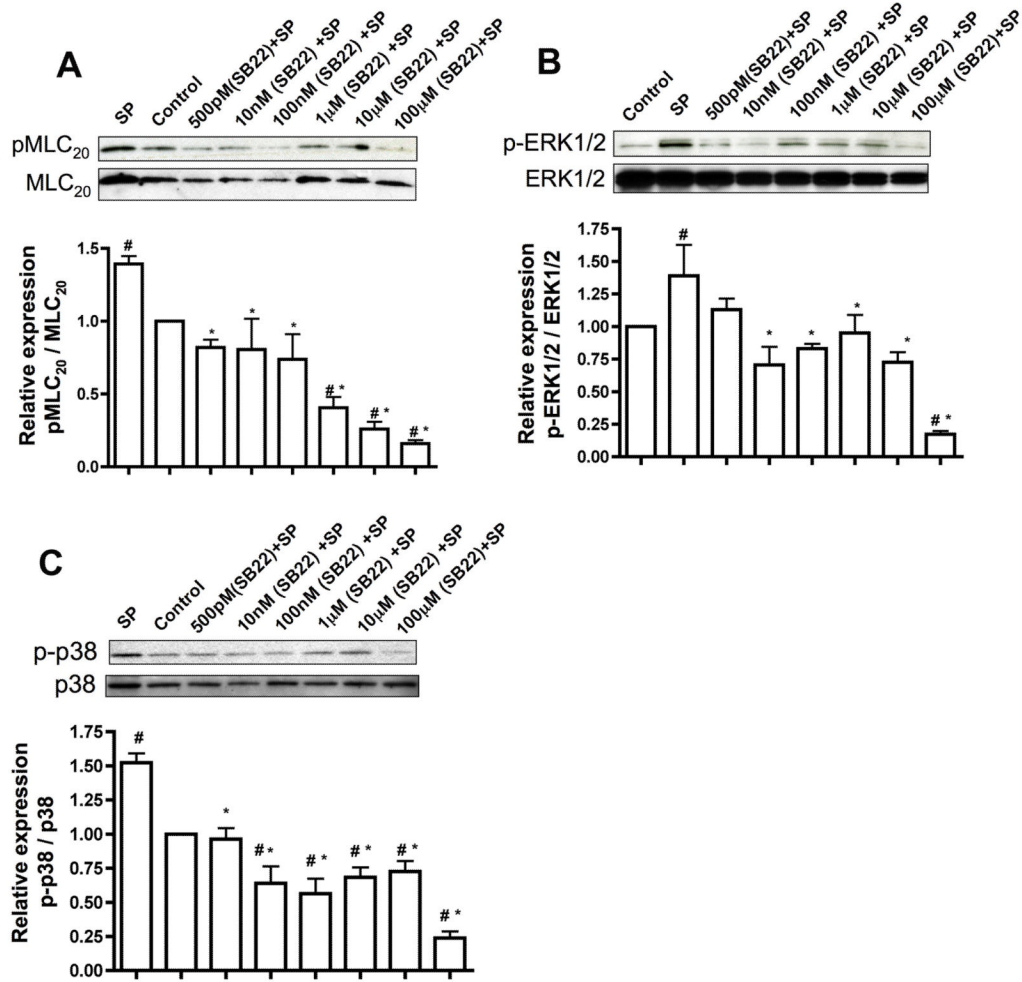 A
SP
Control
500pM(SB22)+SP
10nM (SB22) +SP
100nM (SB22) +SP
1µM (SB22) +SP
10µM (SB22) +SP
100µM (SB22)+SP
pMLC20
MLC20
Relative expression
pMLC20 / MLC20
1.5
1.0
0.5
0.0
#
*
*
*
# *
# *
# *
B
Control
SP
500pM(SB22)+SP
10nM (SB22) +SP
100nM (SB22) +SP
1µM (SB22) +SP
10µM (SB22) +SP
100µM (SB22)+SP
p-ERK1/2
ERK1/2
Relative expression
p-ERK1/2 / ERK1/2
1.75
1.50
1.25
1.00
0.75
0.50
0.25
0.00
#
*
*
*
*
# *
C
SP
Control
500pM(SB22)+SP
10nM (SB22) +SP
100nM (SB22) +SP
1µM (SB22) +SP
10µM (SB22) +SP
100µM (SB22)+SP
p-p38
p38
Relative expression
p-p38 / p38
1.75
1.50
1.25
1.00
0.75
0.50
0.25
0.00
#
*
# *
# *
# *
# *
# *